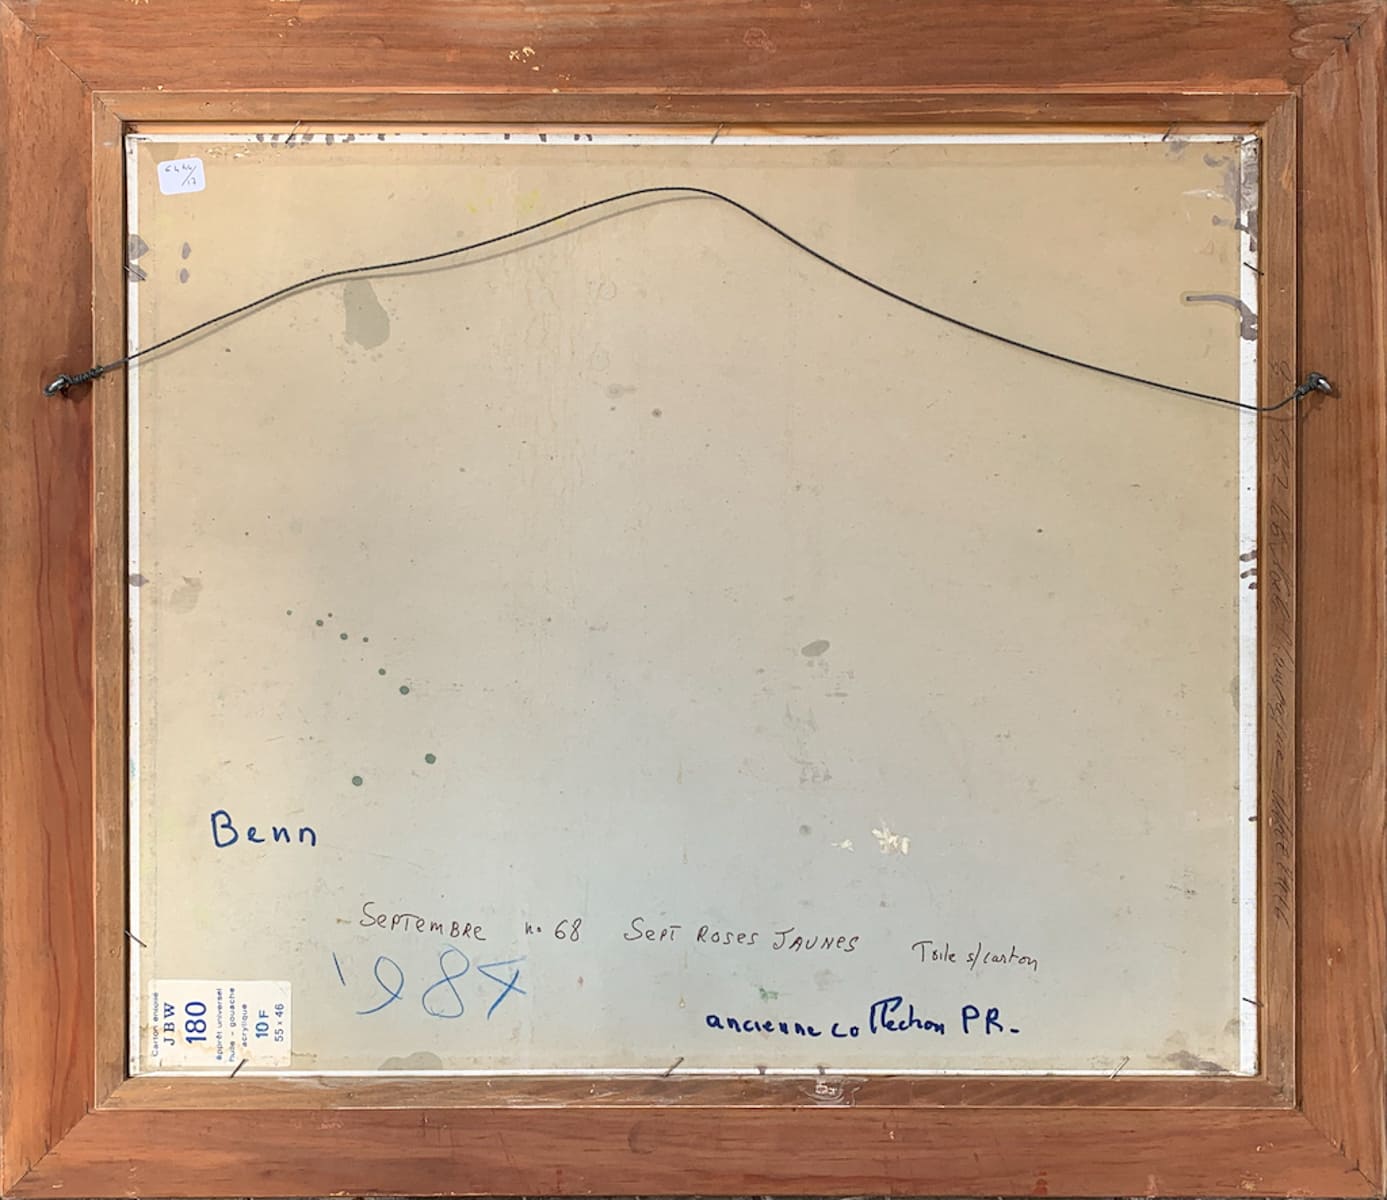 Benn
SEPTEMBRE n. 68 SEPT ROSES JAUNES Toile s/carton
1987
ancienne collection PR.
Carton entoilé
JBW
180
apprêt universel
huile - gouache
acrylique
10 F
55 x 46